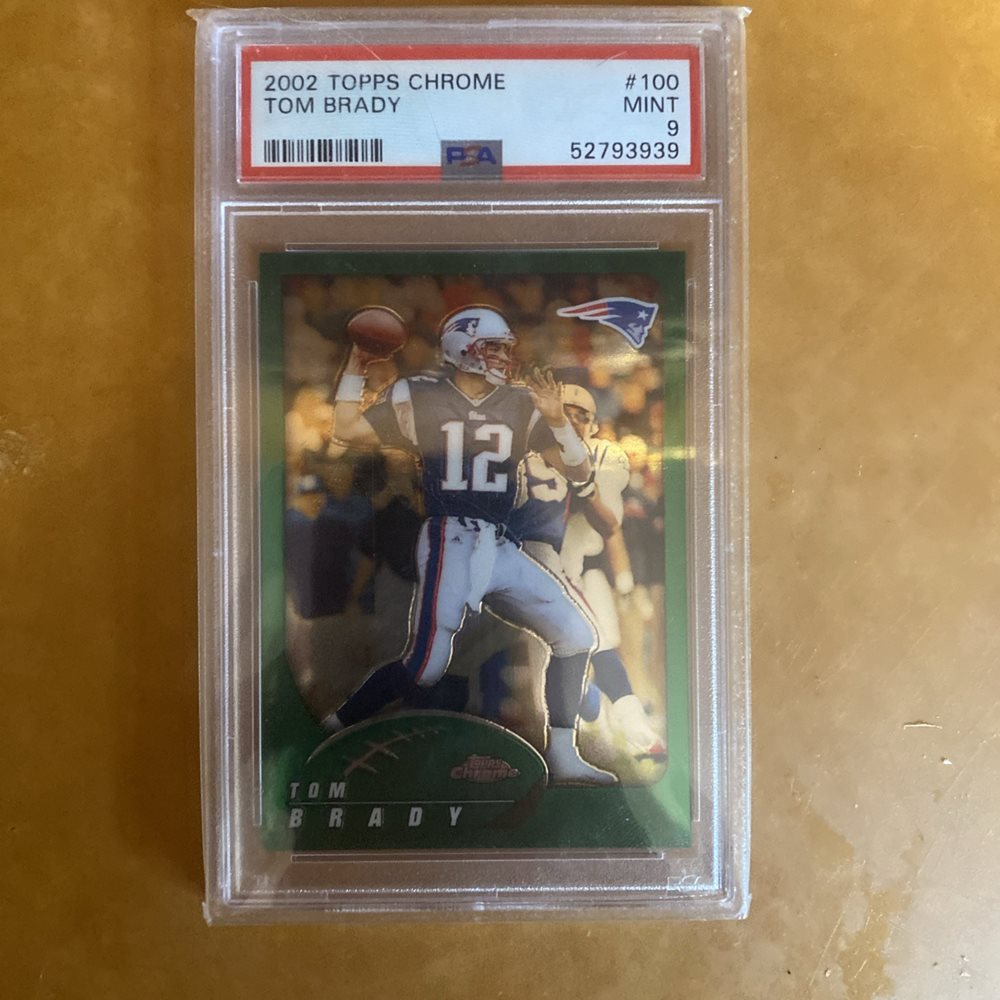 2002 TOPPS CHROME #100
TOM BRADY MINT
9
PSA 52793939
12
Topps
Chrome
TOM
BRADY